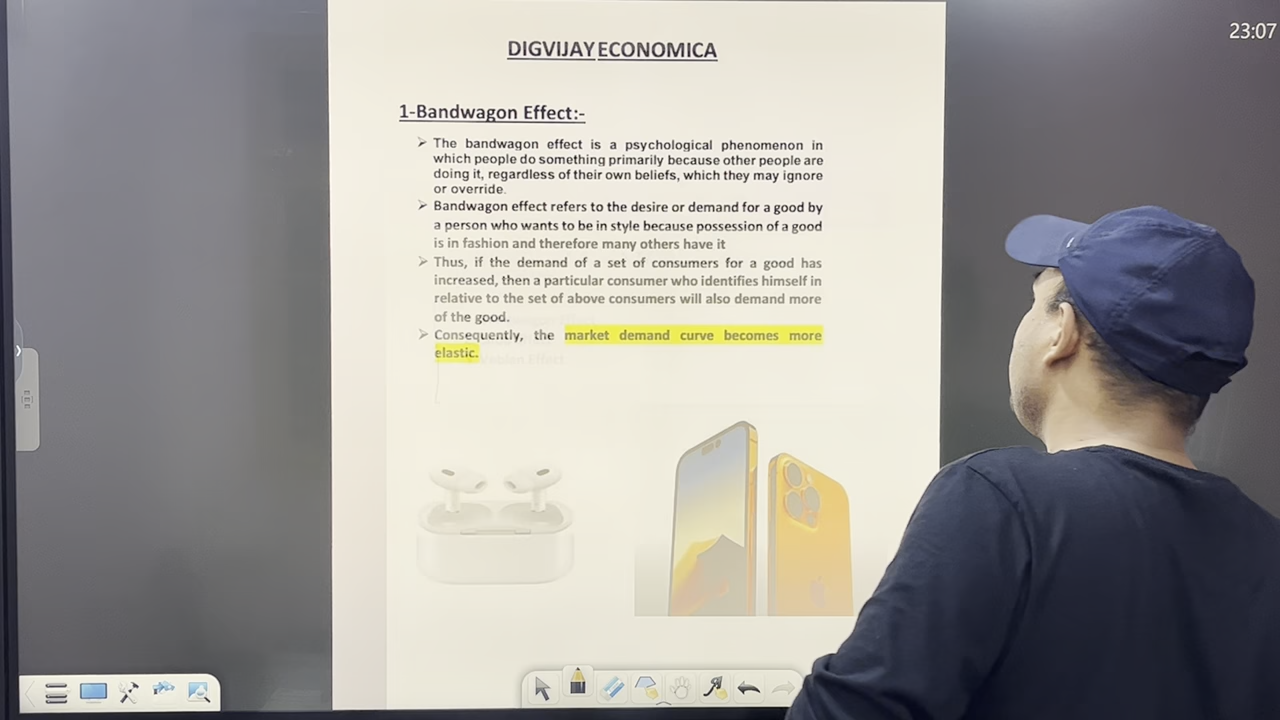 23:07
DIGVIJAY ECONOMICA
1-Bandwagon Effect:-
➢ The bandwagon effect is a psychological phenomenon in
which people do something primarily because other people are
doing it, regardless of their own beliefs, which they may ignore
or override.
➢ Bandwagon effect refers to the desire or demand for a good by
a person who wants to be in style because possession of a good
is in fashion and therefore many others have it
➢ Thus, if the demand of a set of consumers for a good has
increased, then a particular consumer who identifies himself in
relative to the set of above consumers will also demand more
of the good.
➢ Consequently, the market demand curve becomes more
elastic.